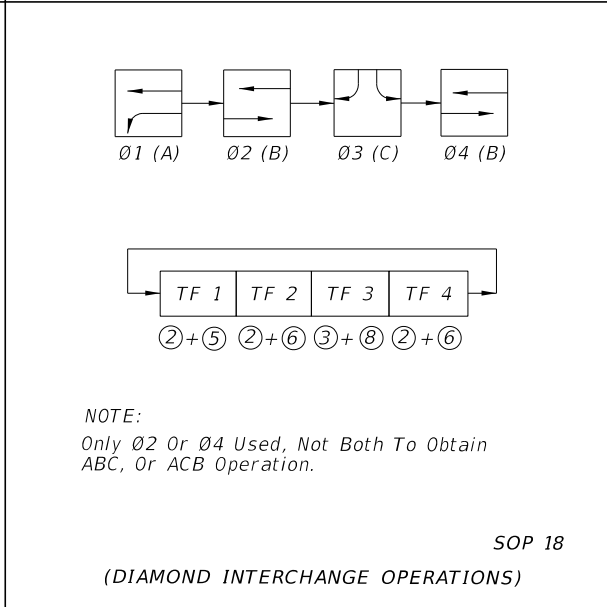 Ø1 (A) Ø2 (B) Ø3 (C) Ø4 (B)
TF 1 TF 2 TF 3 TF 4
②+⑤ ②+⑥ ③+⑧ ②+⑥
NOTE:
Only Ø2 Or Ø4 Used, Not Both To Obtain
ABC, Or ACB Operation.
SOP 18
(DIAMOND INTERCHANGE OPERATIONS)